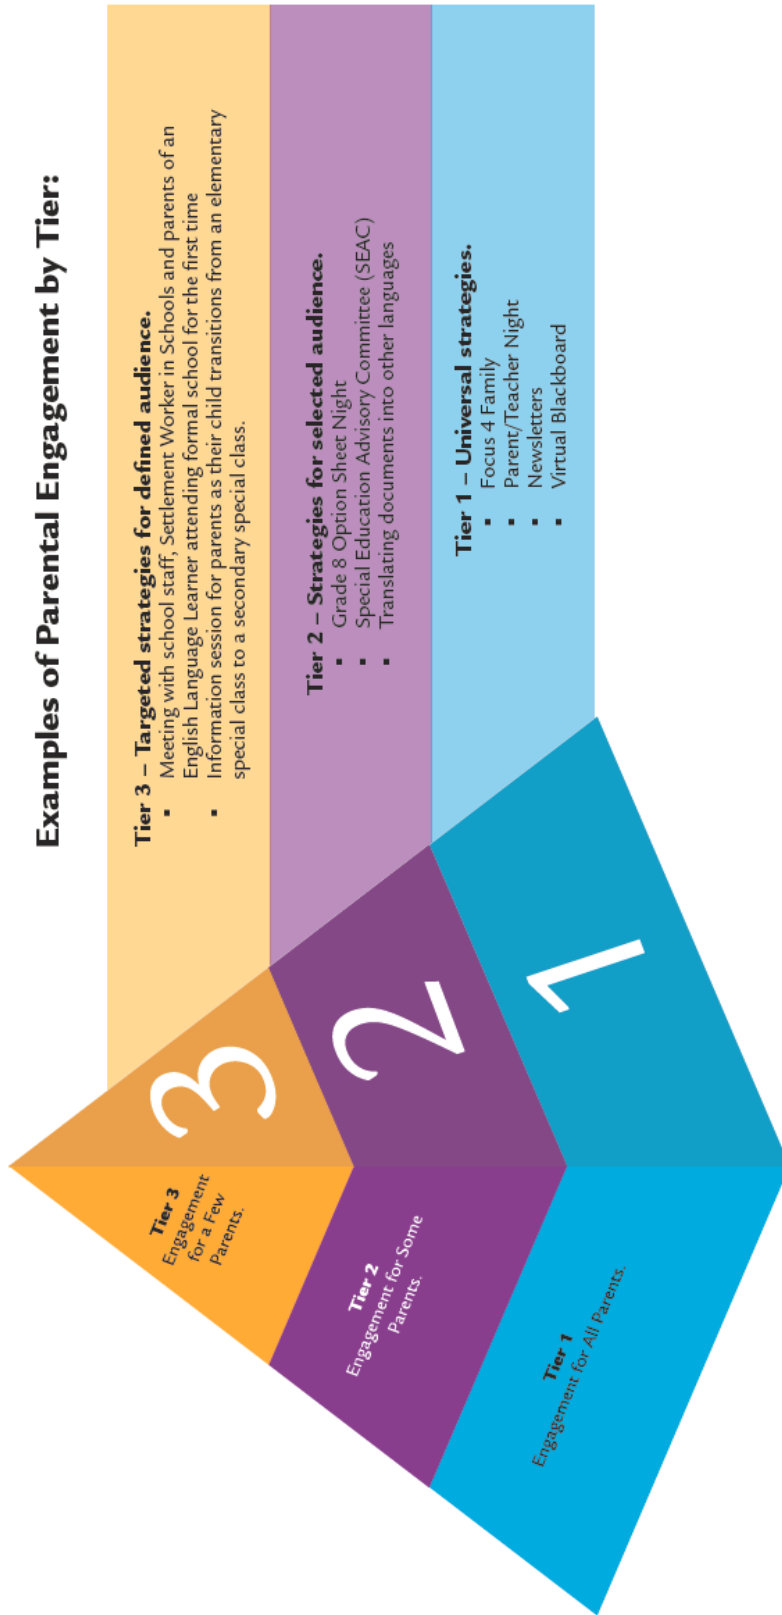 Examples of Parental Engagement by Tier:
Tier 3
Engagement
for a Few
Parents.
3
Tier 3 – Targeted strategies for defined audience.
▪ Meeting with school staff, Settlement Worker in Schools and parents of an
English Language Learner attending formal school for the first time
▪ Information session for parents as their child transitions from an elementary
special class to a secondary special class.
Tier 2
Engagement for Some
Parents.
2
Tier 2 – Strategies for selected audience.
▪ Grade 8 Option Sheet Night
▪ Special Education Advisory Committee (SEAC)
▪ Translating documents into other languages
Tier 1
Engagement for All Parents.
1
Tier 1 – Universal strategies.
▪ Focus 4 Family
▪ Parent/Teacher Night
▪ Newsletters
▪ Virtual Blackboard